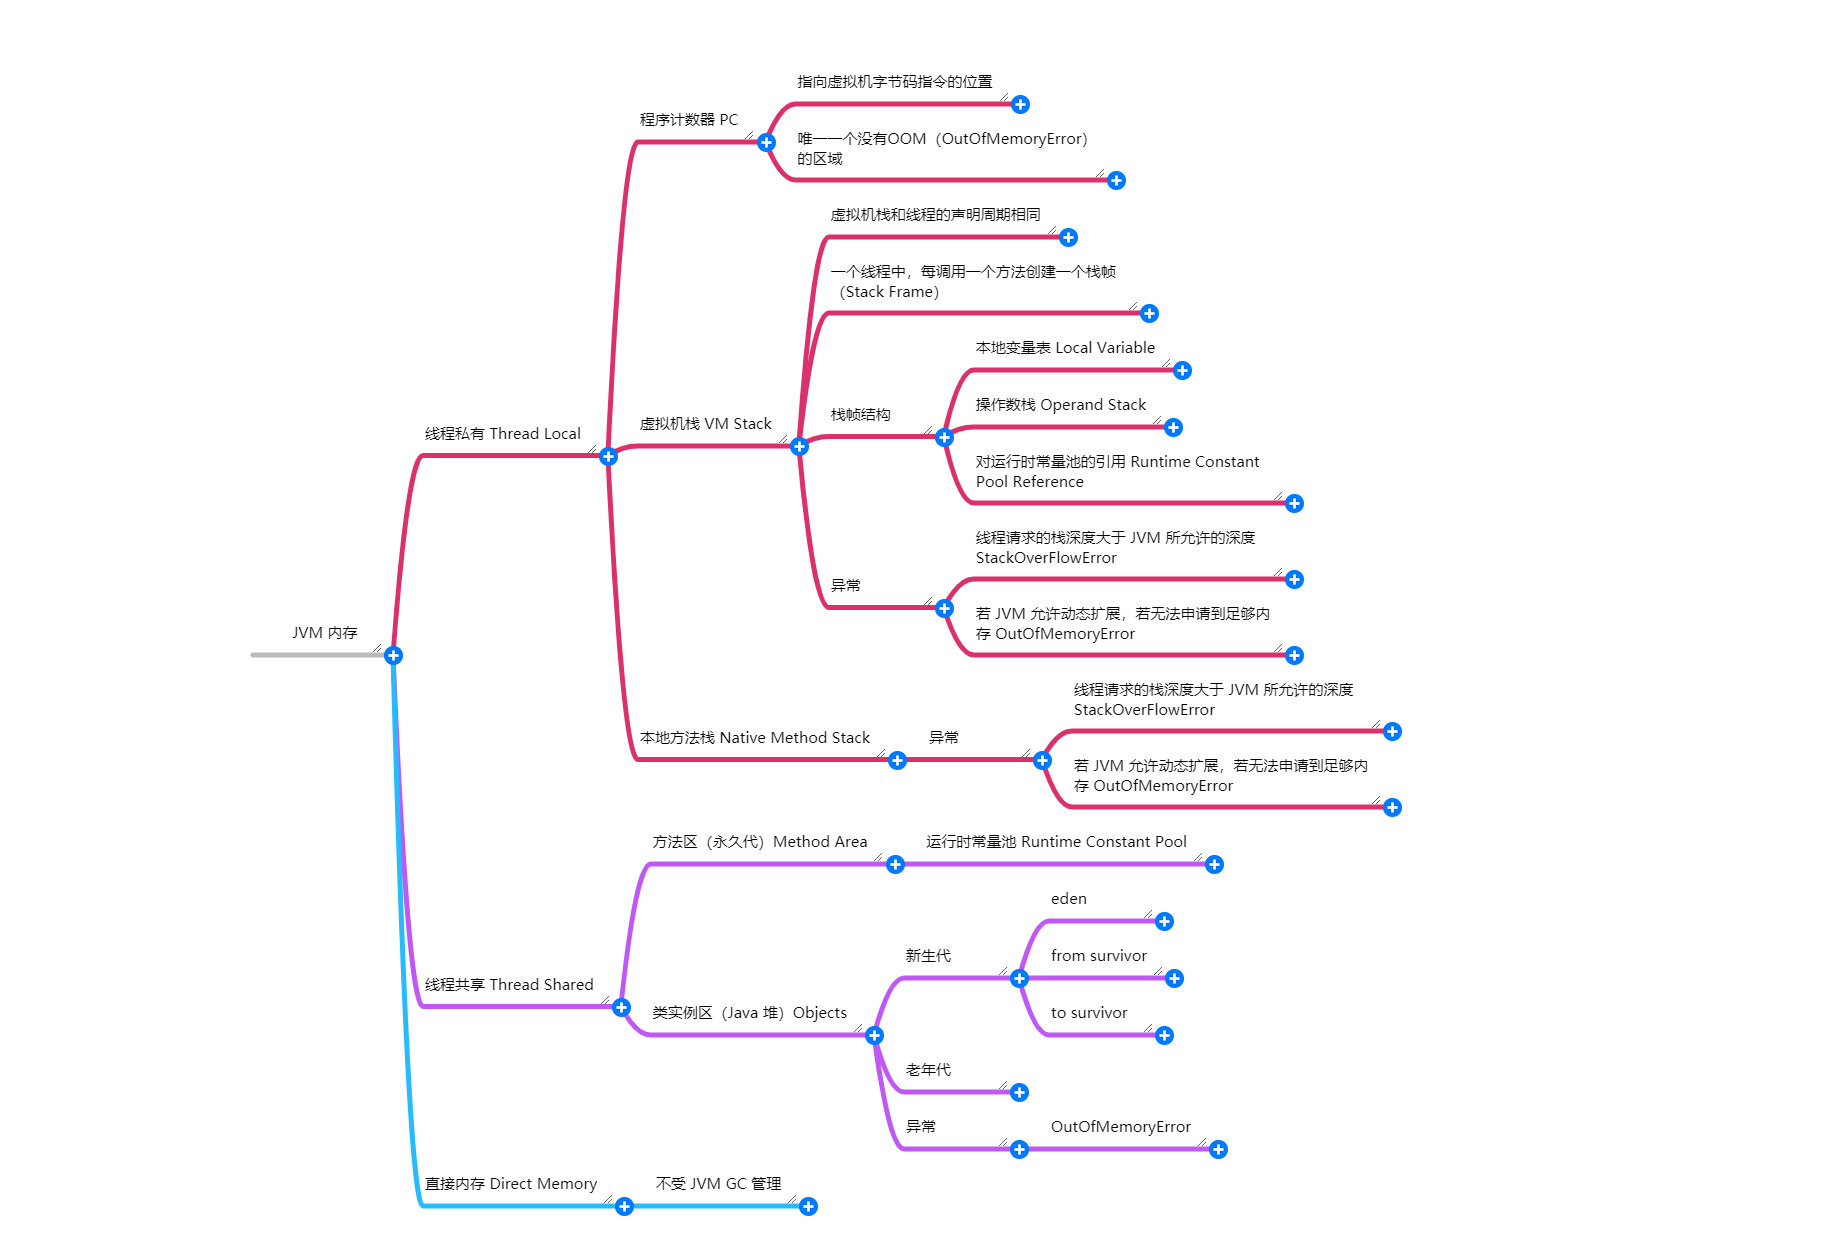 指向虚拟机字节码指令的位置
程序计数器 PC
唯一一个没有OOM（OutOfMemoryError）
的区域
虚拟机栈和线程的声明周期相同
一个线程中，每调用一个方法创建一个栈帧
（Stack Frame）
本地变量表 Local Variable
操作数栈 Operand Stack
栈帧结构
虚拟机栈 VM Stack
线程私有 Thread Local
对运行时常量池的引用 Runtime Constant
Pool Reference
线程请求的栈深度大于 JVM 所允许的深度
StackOverFlowError
异常
若 JVM 允许动态扩展，若无法申请到足够内
存 OutOfMemoryError
JVM 内存
线程请求的栈深度大于 JVM 所允许的深度
StackOverFlowError
本地方法栈 Native Method Stack
异常
若 JVM 允许动态扩展，若无法申请到足够内
存 OutOfMemoryError
方法区（永久代）Method Area
运行时常量池 Runtime Constant Pool
eden
新生代
from survivor
线程共享 Thread Shared
类实例区（Java 堆）Objects
to survivor
老年代
异常
OutOfMemoryError
直接内存 Direct Memory
不受 JVM GC 管理